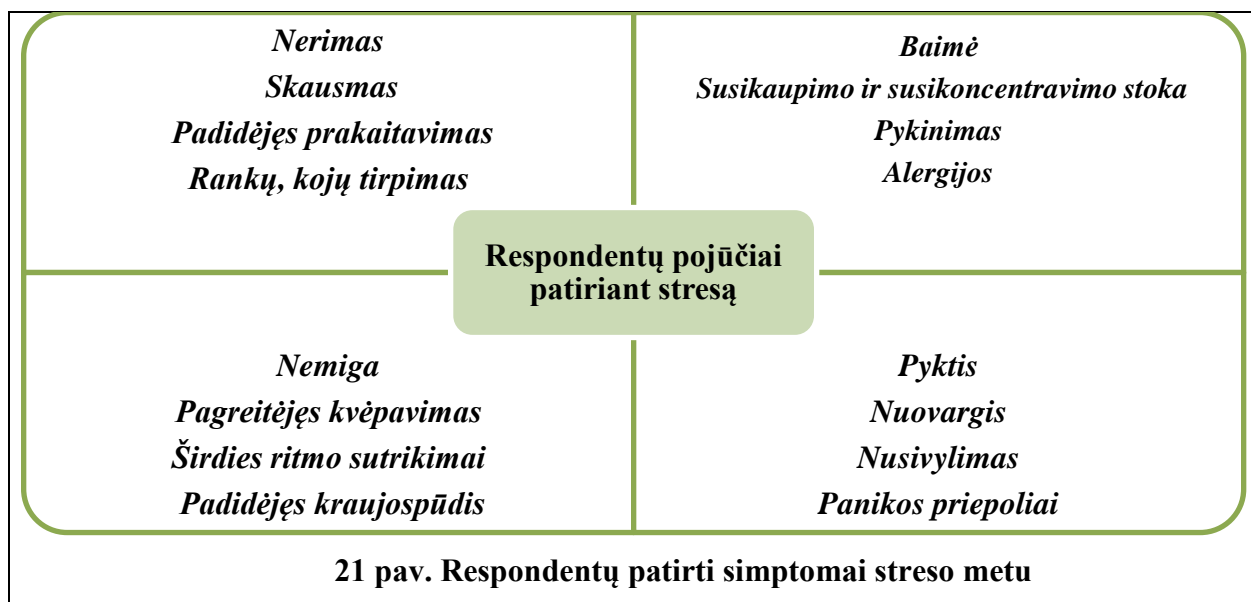 Nerimas
Skausmas
Padidėjęs prakaitavimas
Rankų, kojų tirpimas
Baimė
Susikaupimo ir susikoncentravimo stoka
Pykinimas
Alergijos
Respondentų pojūčiai
patiriant stresą
Nemiga
Pagreitėjęs kvėpavimas
Širdies ritmo sutrikimai
Padidėjęs kraujospūdis
Pyktis
Nuovargis
Nusivylimas
Panikos priepoliai
21 pav. Respondentų patirti simptomai streso metu